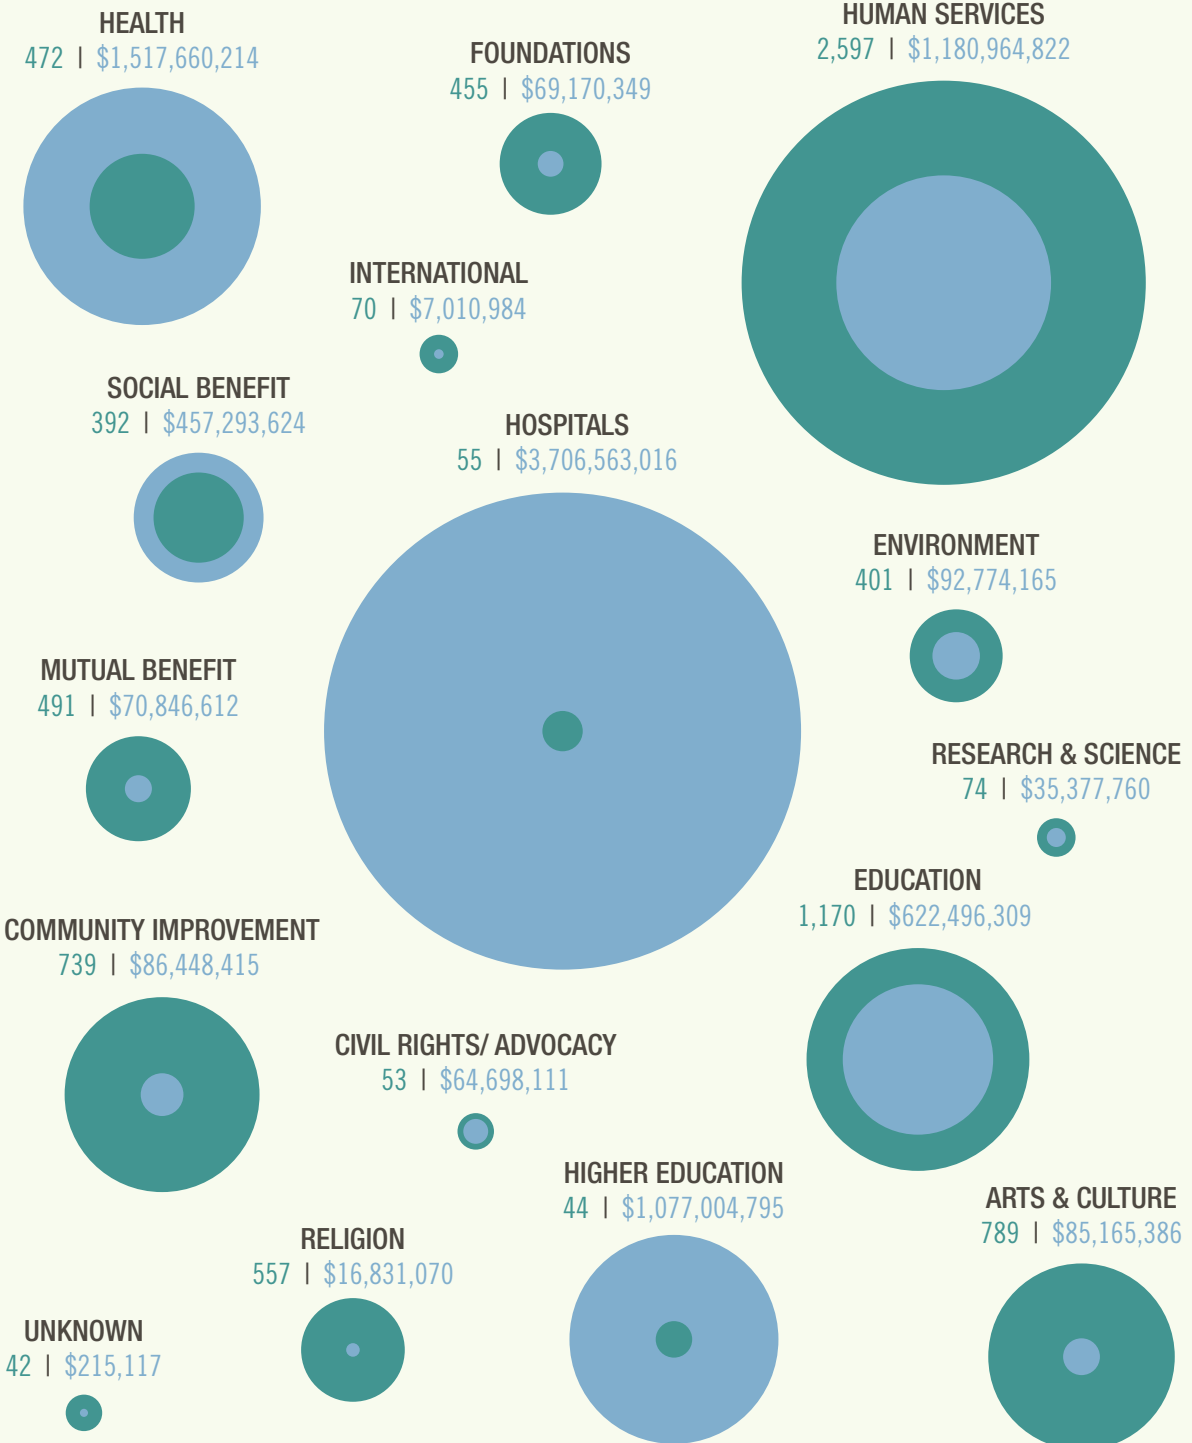 HEALTH
472 | $1,517,660,214
FOUNDATIONS
455 | $69,170,349
HUMAN SERVICES
2,597 | $1,180,964,822
INTERNATIONAL
70 | $7,010,984
SOCIAL BENEFIT
392 | $457,293,624
HOSPITALS
55 | $3,706,563,016
ENVIRONMENT
401 | $92,774,165
MUTUAL BENEFIT
491 | $70,846,612
RESEARCH & SCIENCE
74 | $35,377,760
EDUCATION
1,170 | $622,496,309
COMMUNITY IMPROVEMENT
739 | $86,448,415
CIVIL RIGHTS/ ADVOCACY
53 | $64,698,111
HIGHER EDUCATION
44 | $1,077,004,795
ARTS & CULTURE
789 | $85,165,386
RELIGION
557 | $16,831,070
UNKNOWN
42 | $215,117